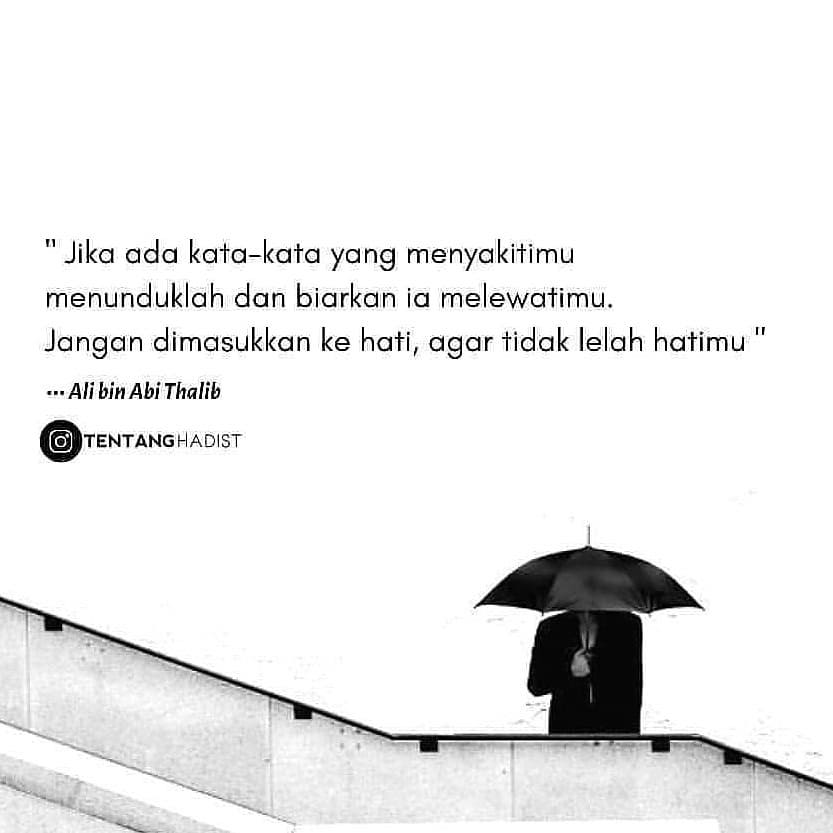 " Jika ada kata-kata yang menyakitimu
menunduklah dan biarkan ia melewatimu.
Jangan dimasukkan ke hati, agar tidak lelah hatimu "
--- Ali bin Abi Thalib
TENTANGHADIST